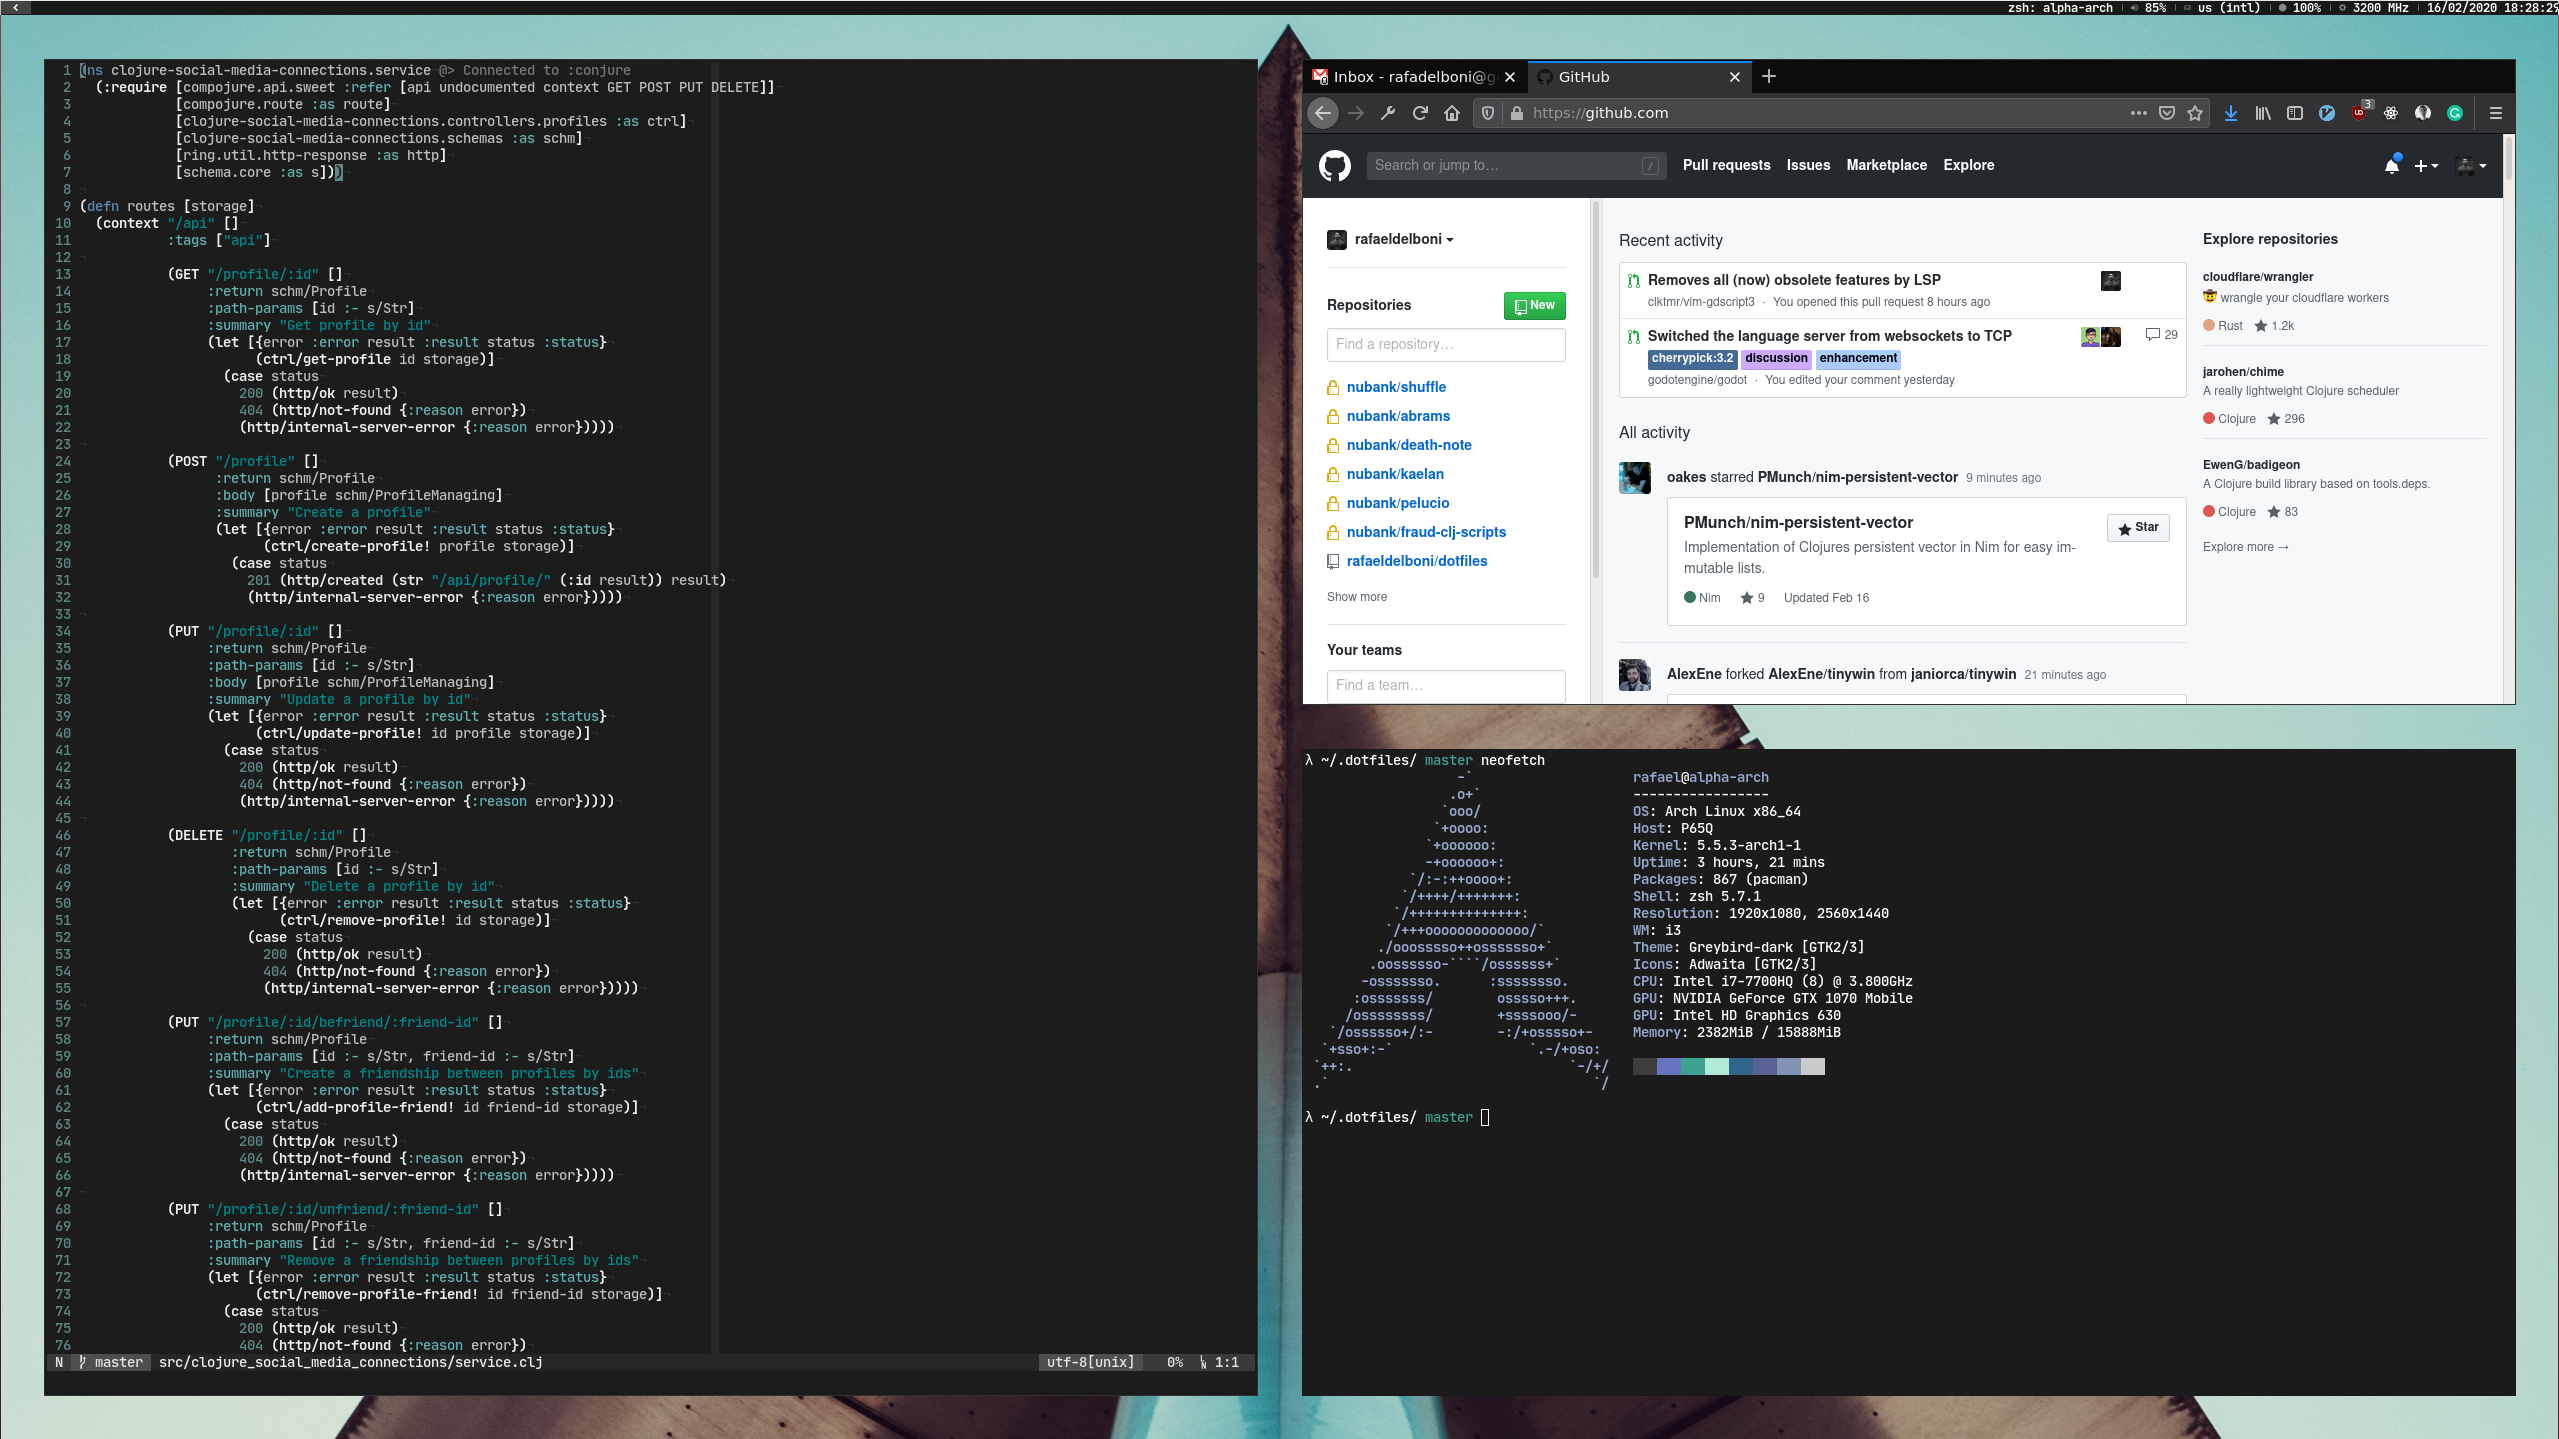 zsh: alpha-arch 85% us (intl) 100% 3200 MHz 16/02/2020 18:28:29
1 (ns clojure-social-media-connections.service @> Connected to :conjure
2 (:require [compojure.api.sweet :refer [api undocumented context GET POST PUT DELETE]]
3 [compojure.route :as route]
4 [clojure-social-media-connections.controllers.profiles :as ctrl]
5 [clojure-social-media-connections.schemas :as schm]
6 [ring.util.http-response :as http]
7 [schema.core :as s]))
8
9 (defn routes [storage]
10 (context "/api" []
11 :tags ["api"]
12
13 (GET "/profile/:id" []
14 :return schm/Profile
15 :path-params [id :- s/Str]
16 :summary "Get profile by id"
17 (let [{error :error result :result status :status}
18 (ctrl/get-profile id storage)]
19 (case status
20 200 (http/ok result)
21 404 (http/not-found {:reason error})
22 (http/internal-server-error {:reason error}))))
23
24 (POST "/profile" []
25 :return schm/Profile
26 :body [profile schm/ProfileManaging]
27 :summary "Create a profile"
28 (let [{error :error result :result status :status}
29 (ctrl/create-profile! profile storage)]
30 (case status
31 201 (http/created (str "/api/profile/" (:id result)) result)
32 (http/internal-server-error {:reason error}))))
33
34 (PUT "/profile/:id" []
35 :return schm/Profile
36 :path-params [id :- s/Str]
37 :body [profile schm/ProfileManaging]
38 :summary "Update a profile by id"
39 (let [{error :error result :result status :status}
40 (ctrl/update-profile! id profile storage)]
41 (case status
42 200 (http/ok result)
43 404 (http/not-found {:reason error})
44 (http/internal-server-error {:reason error}))))
45
46 (DELETE "/profile/:id" []
47 :return schm/Profile
48 :path-params [id :- s/Str]
49 :summary "Delete a profile by id"
50 (let [{error :error result :result status :status}
51 (ctrl/remove-profile! id storage)]
52 (case status
53 200 (http/ok result)
54 404 (http/not-found {:reason error})
55 (http/internal-server-error {:reason error}))))
56
57 (PUT "/profile/:id/befriend/:friend-id" []
58 :return schm/Profile
59 :path-params [id :- s/Str, friend-id :- s/Str]
60 :summary "Create a friendship between profiles by ids"
61 (let [{error :error result :result status :status}
62 (ctrl/add-profile-friend! id friend-id storage)]
63 (case status
64 200 (http/ok result)
65 404 (http/not-found {:reason error})
66 (http/internal-server-error {:reason error}))))
67
68 (PUT "/profile/:id/unfriend/:friend-id" []
69 :return schm/Profile
70 :path-params [id :- s/Str, friend-id :- s/Str]
71 :summary "Remove a friendship between profiles by ids"
72 (let [{error :error result :result status :status}
73 (ctrl/remove-profile-friend! id friend-id storage)]
74 (case status
75 200 (http/ok result)
76 404 (http/not-found {:reason error})
N master src/clojure_social_media_connections/service.clj utf-8[unix] 0% 1:1
Inbox - rafadelboni@g GitHub
https://github.com 3
Search or jump to… / Pull requests Issues Marketplace Explore
rafaeldelboni
Repositories New
Find a repository…
nubank/shuffle
nubank/abrams
nubank/death-note
nubank/kaelan
nubank/pelucio
nubank/fraud-clj-scripts
rafaeldelboni/dotfiles
Show more
Your teams
Find a team…
Recent activity
Removes all (now) obsolete features by LSP
clktmr/vim-gdscript3 · You opened this pull request 8 hours ago
Switched the language server from websockets to TCP 29
cherrypick:3.2 discussion enhancement
godotengine/godot · You edited your comment yesterday
All activity
oakes starred PMunch/nim-persistent-vector 9 minutes ago
PMunch/nim-persistent-vector Star
Implementation of Clojures persistent vector in Nim for easy im-
mutable lists.
Nim 9 Updated Feb 16
AlexEne forked AlexEne/tinywin from janiorca/tinywin 21 minutes ago
Explore repositories
cloudflare/wrangler
🤠 wrangle your cloudflare workers
Rust 1.2k
jarohen/chime
A really lightweight Clojure scheduler
Clojure 296
EwenG/badigeon
A Clojure build library based on tools.deps.
Clojure 83
Explore more →
λ ~/.dotfiles/ master neofetch
-`
.o+`
`ooo/
`+oooo:
`+oooooo:
-+oooooo+:
`/:-:++oooo+:
`/++++/+++++++:
`/++++++++++++++:
`/+++ooooooooooooo/`
./ooosssso++osssssso+`
.oossssso-````/ossssss+`
-osssssso. :ssssssso.
:osssssss/ osssso+++.
/ossssssss/ +ssssooo/-
`/ossssso+/:- -:/+osssso+-
`+sso+:-` `.-/+oso:
`++:. `-/+/
.` `/
rafael@alpha-arch
-----------------
OS: Arch Linux x86_64
Host: P65Q
Kernel: 5.5.3-arch1-1
Uptime: 3 hours, 21 mins
Packages: 867 (pacman)
Shell: zsh 5.7.1
Resolution: 1920x1080, 2560x1440
WM: i3
Theme: Greybird-dark [GTK2/3]
Icons: Adwaita [GTK2/3]
CPU: Intel i7-7700HQ (8) @ 3.800GHz
GPU: NVIDIA GeForce GTX 1070 Mobile
GPU: Intel HD Graphics 630
Memory: 2382MiB / 15888MiB
λ ~/.dotfiles/ master